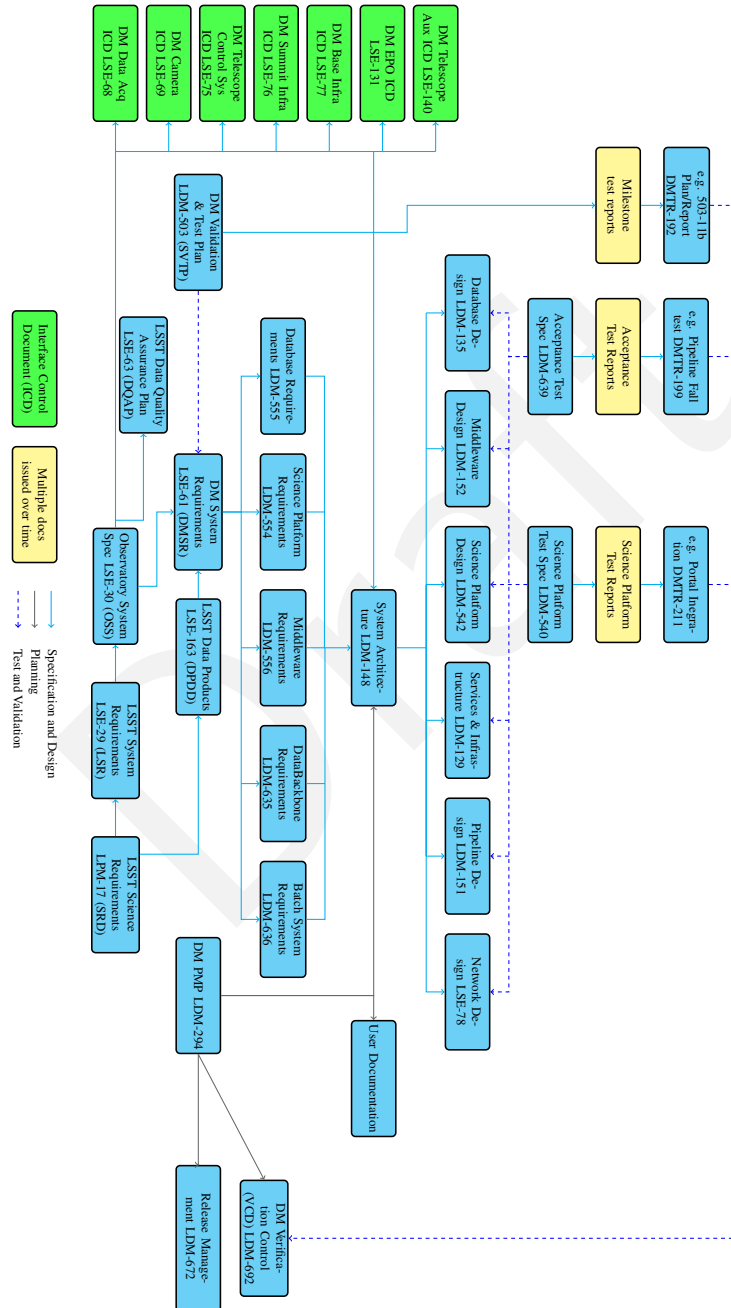 e.g. 503-11b
Plan/Report
DMTR-192
e.g. Pipeline Fall
test DMTR-199
e.g. Portal Integra-
tion DMTR-211
Milestone
test reports
Acceptance
Test Reports
Science Platform
Test Reports
Acceptance Test
Spec LDM-639
Science Platform
Test Spec LDM-540
Database De-
sign LDM-135
Middleware
Design LDM-152
Science Platform
Design LDM-542
Services & Infras-
tructure LDM-129
Pipeline De-
sign LDM-151
Network De-
sign LSE-78
DM Telescope
Aux ICD LSE-140
DM EPO ICD
LSE-131
System Architec-
ture LDM-148
User Documentation
DM Base Infra
ICD LSE-77
DM Summit Infra
ICD LSE-76
Database Require-
ments LDM-555
Science Platform
Requirements
LDM-554
Middleware
Requirements
LDM-556
DataBackbone
Requirements
LDM-635
Batch System
Requirements
LDM-636
DM Verifica-
tion Control
(VCD) LDM-692
DM Telescope
Control Sys
ICD LSE-75
DM Validation
& Test Plan
LDM-503 (SVTP)
DM System
Requirements
LSE-61 (DMSR)
LSST Data Products
LSE-163 (DPDD)
DM PMP LDM-294
Release Manage-
ment LDM-672
DM Camera
ICD LSE-69
LSST Data Quality
Assurance Plan
LSE-63 (DQAP)
DM Data Acq
ICD LSE-68
Observatory System
Spec LSE-30 (OSS)
LSST System
Requirements
LSE-29 (LSR)
LSST Science
Requirements
LPM-17 (SRD)
Interface Control
Document (ICD)
Multiple docs
issued over time
Specification and Design
Planning
Test and Validation
Draft